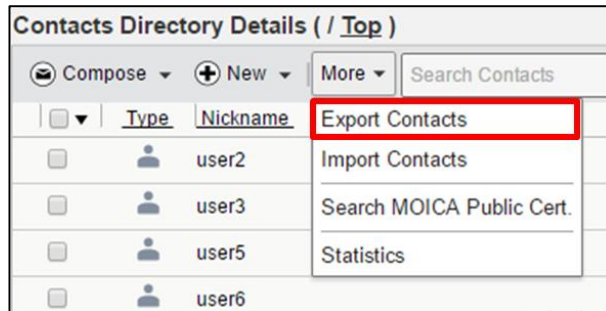 Contacts Directory Details ( / Top )
Compose New More Search Contacts
Type Nickname
Export Contacts
user2
Import Contacts
user3
Search MOICA Public Cert.
user5
Statistics
user6